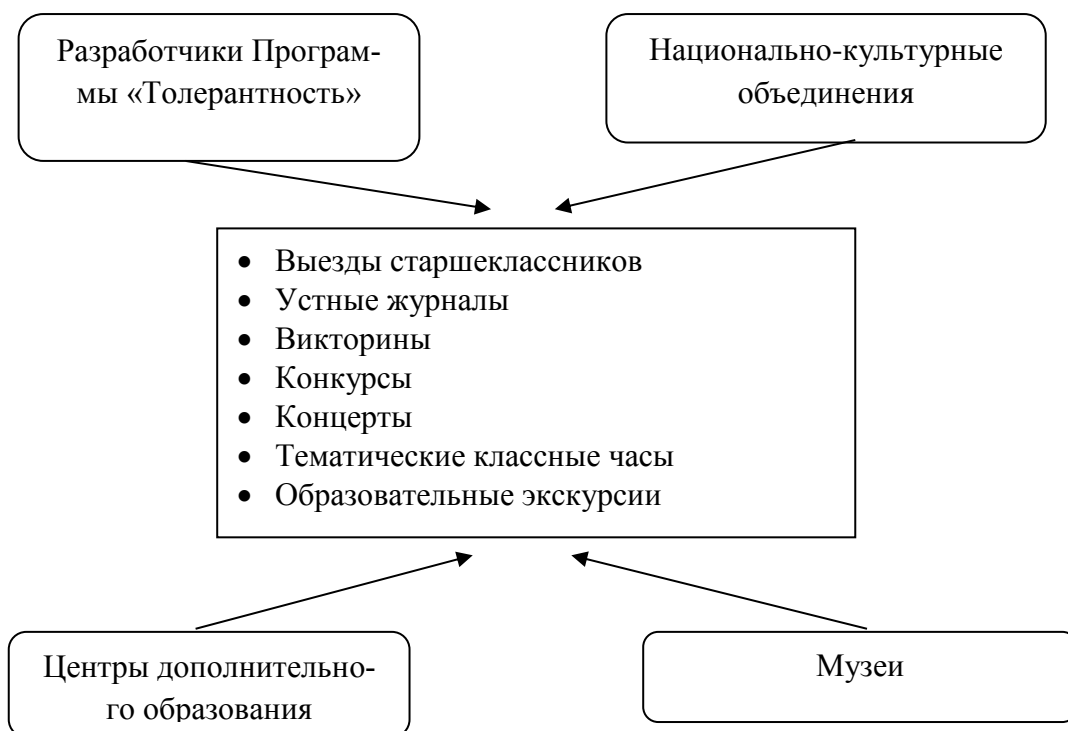 Разработчики Програм-
мы «Толерантность»
Национально-культурные
объединения
• Выезды старшеклассников
• Устные журналы
• Викторины
• Конкурсы
• Концерты
• Тематические классные часы
• Образовательные экскурсии
Центры дополнительно-
го образования
Музеи